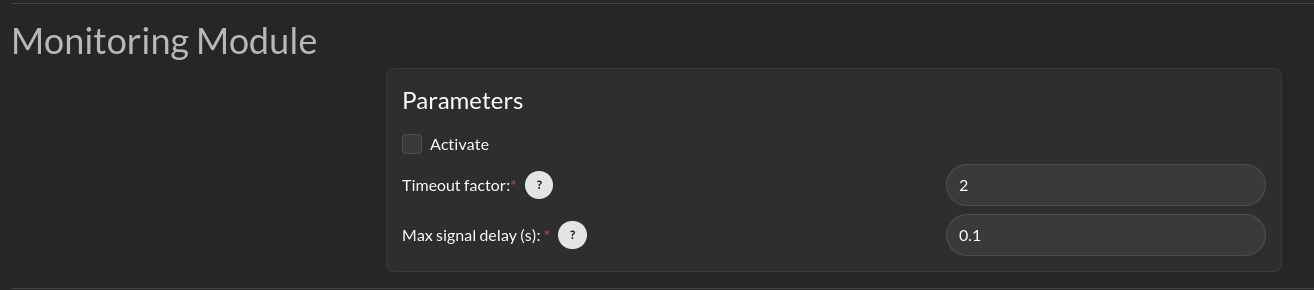 Monitoring Module
Parameters
Activate
Timeout factor:* ? 2
Max signal delay (s): * ? 0.1